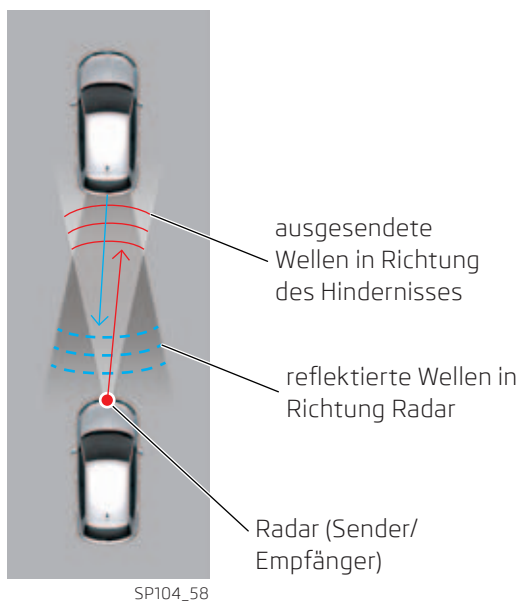 ausgesendete
Wellen in Richtung
des Hindernisses
reflektierte Wellen in
Richtung Radar
Radar (Sender/
Empfänger)
SP104_58